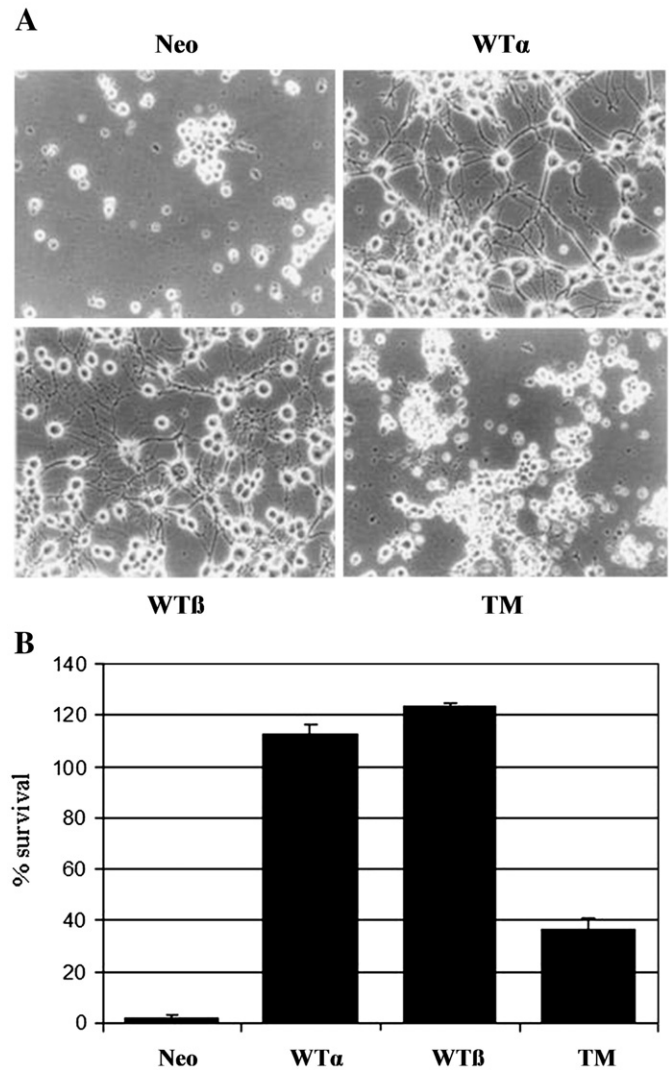 A
Neo WTα
WTß TM
B
140
120
100
80
60
40
20
0
% survival
Neo WTα WTß TM